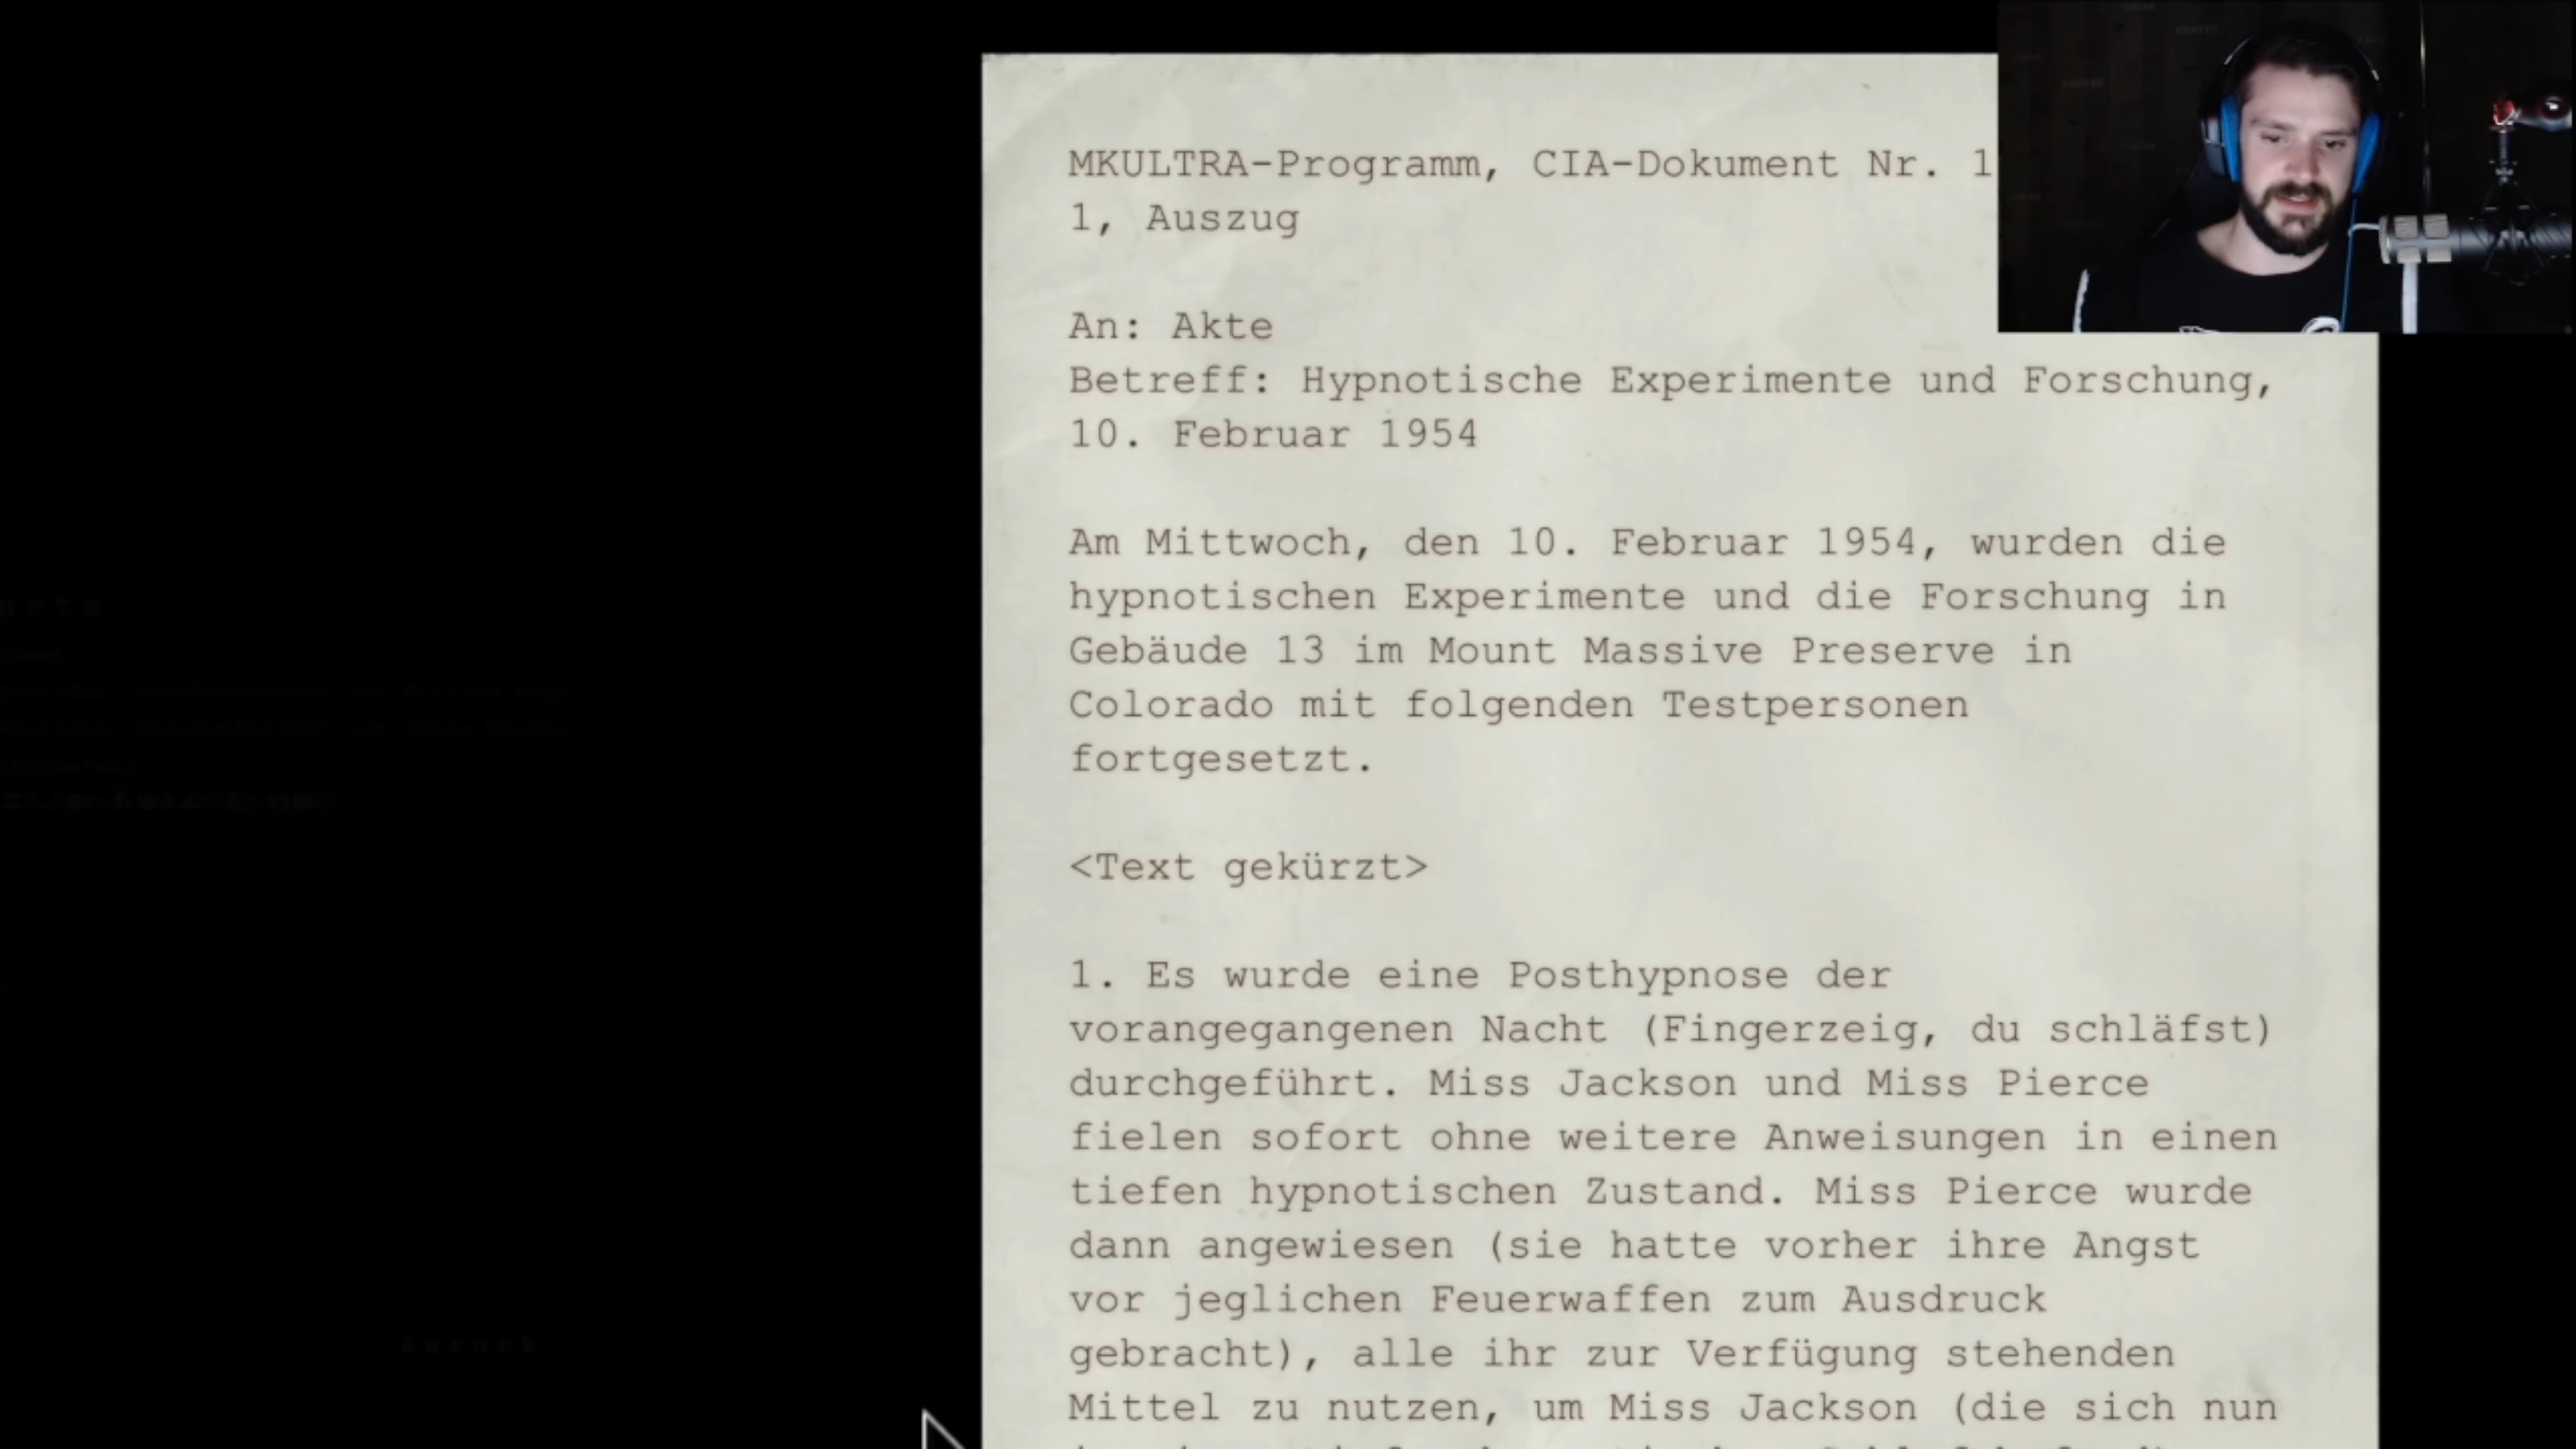 MKULTRA-Programm, CIA-Dokument Nr. 1
1, Auszug
An: Akte
Betreff: Hypnotische Experimente und Forschung,
10. Februar 1954
Am Mittwoch, den 10. Februar 1954, wurden die
hypnotischen Experimente und die Forschung in
Gebäude 13 im Mount Massive Preserve in
Colorado mit folgenden Testpersonen
fortgesetzt.
<Text gekürzt>
1. Es wurde eine Posthypnose der
vorangegangenen Nacht (Fingerzeig, du schläfst)
durchgeführt. Miss Jackson und Miss Pierce
fielen sofort ohne weitere Anweisungen in einen
tiefen hypnotischen Zustand. Miss Pierce wurde
dann angewiesen (sie hatte vorher ihre Angst
vor jeglichen Feuerwaffen zum Ausdruck
gebracht), alle ihr zur Verfügung stehenden
Mittel zu nutzen, um Miss Jackson (die sich nun